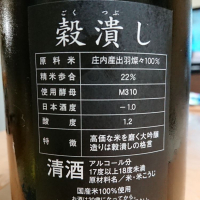 ごくつぶ
穀潰し
原料米 庄内産出羽燦々100%
精米歩合 22%
使用酵母 M310
日本酒度 −1.0
酸度 1.2
特徴 高価な米を磨く大吟醸
造りは穀潰しの格言
清酒 アルコール分
17度以上18度未満
原材料名/米・米こうじ
国産米100%使用